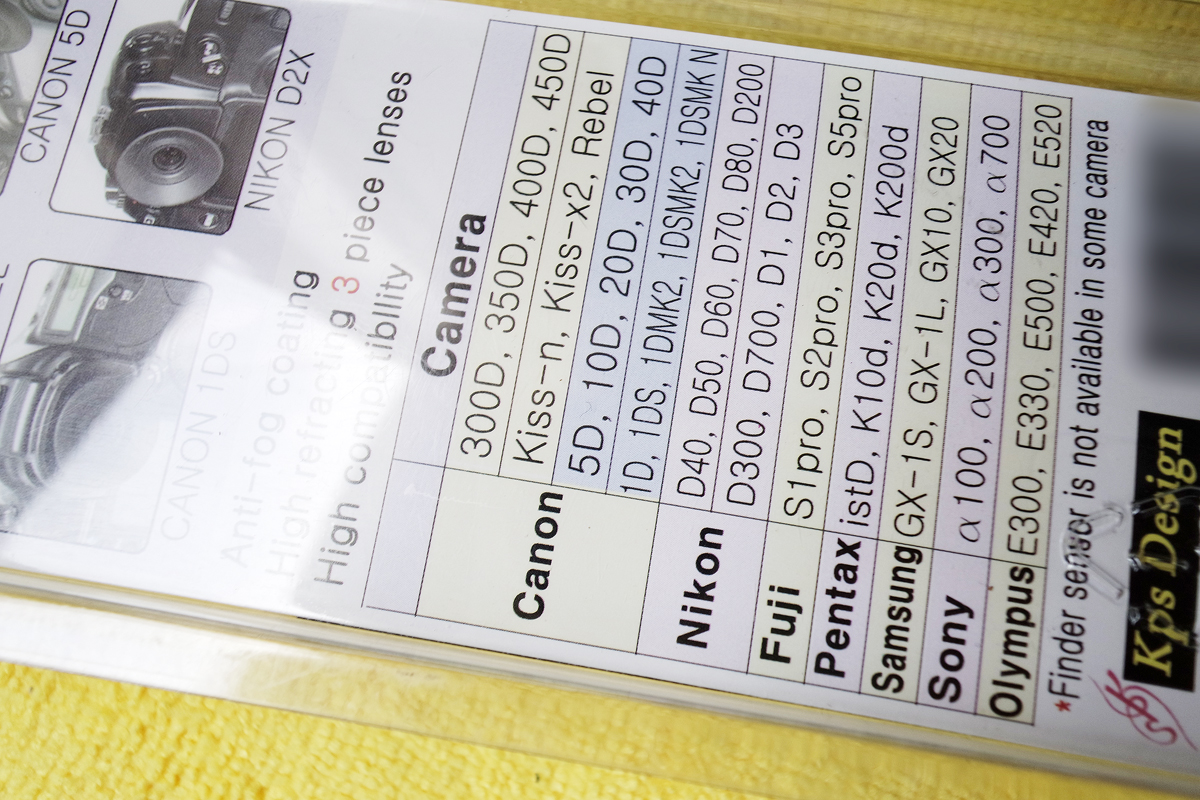 CANON 5D
NIKON D2X
CANON 1DS
Anti-fog coating
High refracting 3 piece lenses
High compatibility
Camera
Canon
300D, 350D, 400D, 450D
Kiss-n, Kiss-x2, Rebel
5D, 10D, 20D, 30D, 40D
1D, 1DS, 1DMK2, 1DSMK2, 1DSMK N
Nikon
D40, D50, D60, D70, D80, D200
D300, D700, D1, D2, D3
Fuji S1pro, S2pro, S3pro, S5pro
Pentax istD, K10d, K20d, K200d
Samsung GX-1S, GX-1L, GX10, GX20
Sony α100, α200, α300, α700
Olympus E300, E330, E500, E420, E520
*Finder sensor is not available in some camera
Kps Design